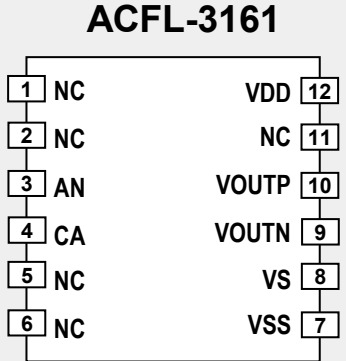 ACFL-3161
1 NC VDD 12
2 NC NC 11
3 AN VOUTP 10
4 CA VOUTN 9
5 NC VS 8
6 NC VSS 7